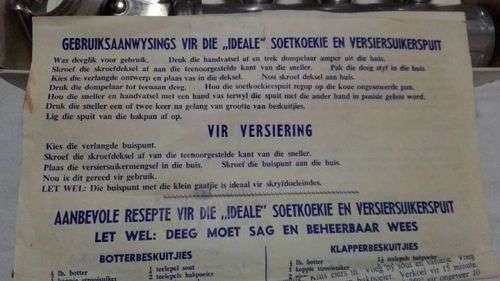 GEBRUIKSAANWYSINGS VIR DIE „IDEALE" SOETKOEKIE EN VERSIERSUIKERSPUIT
Was deeglik voor gebruik. Druk die handvatsel af en trek dompelaar amper uit die buis.
Skroef die skroefdeksel af aan die teenoorgestelde kant van die sneller. Pak die deeg styf in die buis.
Kies die verlangde ontwerp en plaas vas in die deksel. Nou skroef deksel aan buis.
Druk die dompelaar tot teenaan deeg. Hou die soetkoekiespuit regop op die koue ongesmeerde pan.
Hou die sneller en handvatsel met een hand vas terwyl die spuit met die ander hand in posisie gehou word.
Druk die sneller een of twee keer na gelang van grootte van beskuitjies.
Lig die spuit van die bakpan af op.
VIR VERSIERING
Kies die verlangde buispunt.
Skroef die skroefdeksel af van die teenoorgestelde kant van die sneller.
Plaas die versiersuikermengsel in die buis. Skroef die buispunt aan die buis.
Nou is dit gereed vir gebruik.
LET WEL: Die buispunt met die klein gaatjie is ideaal vir skryfdoeleindes.
AANBEVOLE RESEPTE VIR DIE „IDEALE" SOETKOEKIE EN VERSIERSUIKERSPUIT
LET WEL: DEEG MOET SAG EN BEHEERBAAR WEES
BOTTERBESKUITJIES
KLAPPERBESKUITJIES
lb. botter
teelepel sout